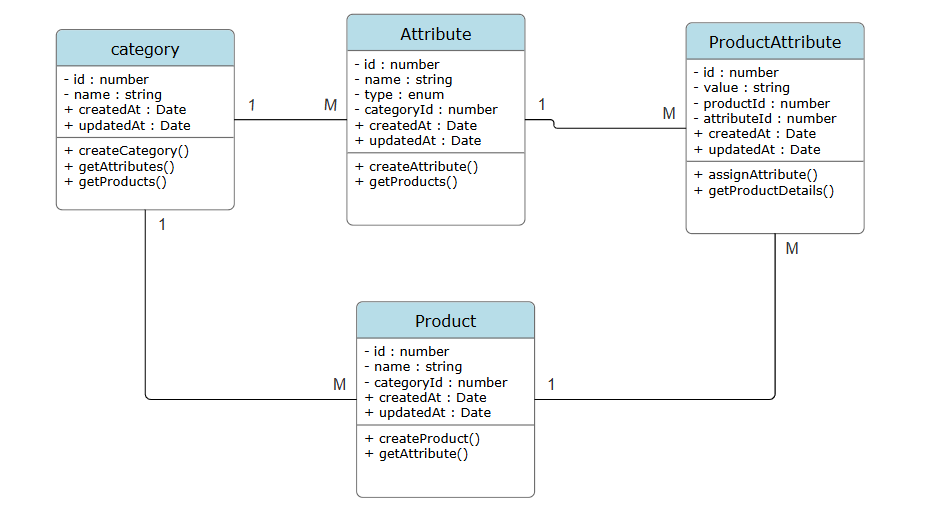 category
- id : number
- name : string
+ createdAt : Date
+ updatedAt : Date
+ createCategory()
+ getAttributes()
+ getProducts()
1
M
Attribute
- id : number
- name : string
- type : enum
- categoryId : number
+ createdAt : Date
+ updatedAt : Date
+ createAttribute()
+ getProducts()
1
M
ProductAttribute
- id : number
- value : string
- productId : number
- attributeId : number
+ createdAt : Date
+ updatedAt : Date
+ assignAttribute()
+ getProductDetails()
1
M
M
Product
- id : number
- name : string
- categoryId : number
+ createdAt : Date
+ updatedAt : Date
+ createProduct()
+ getAttribute()
1